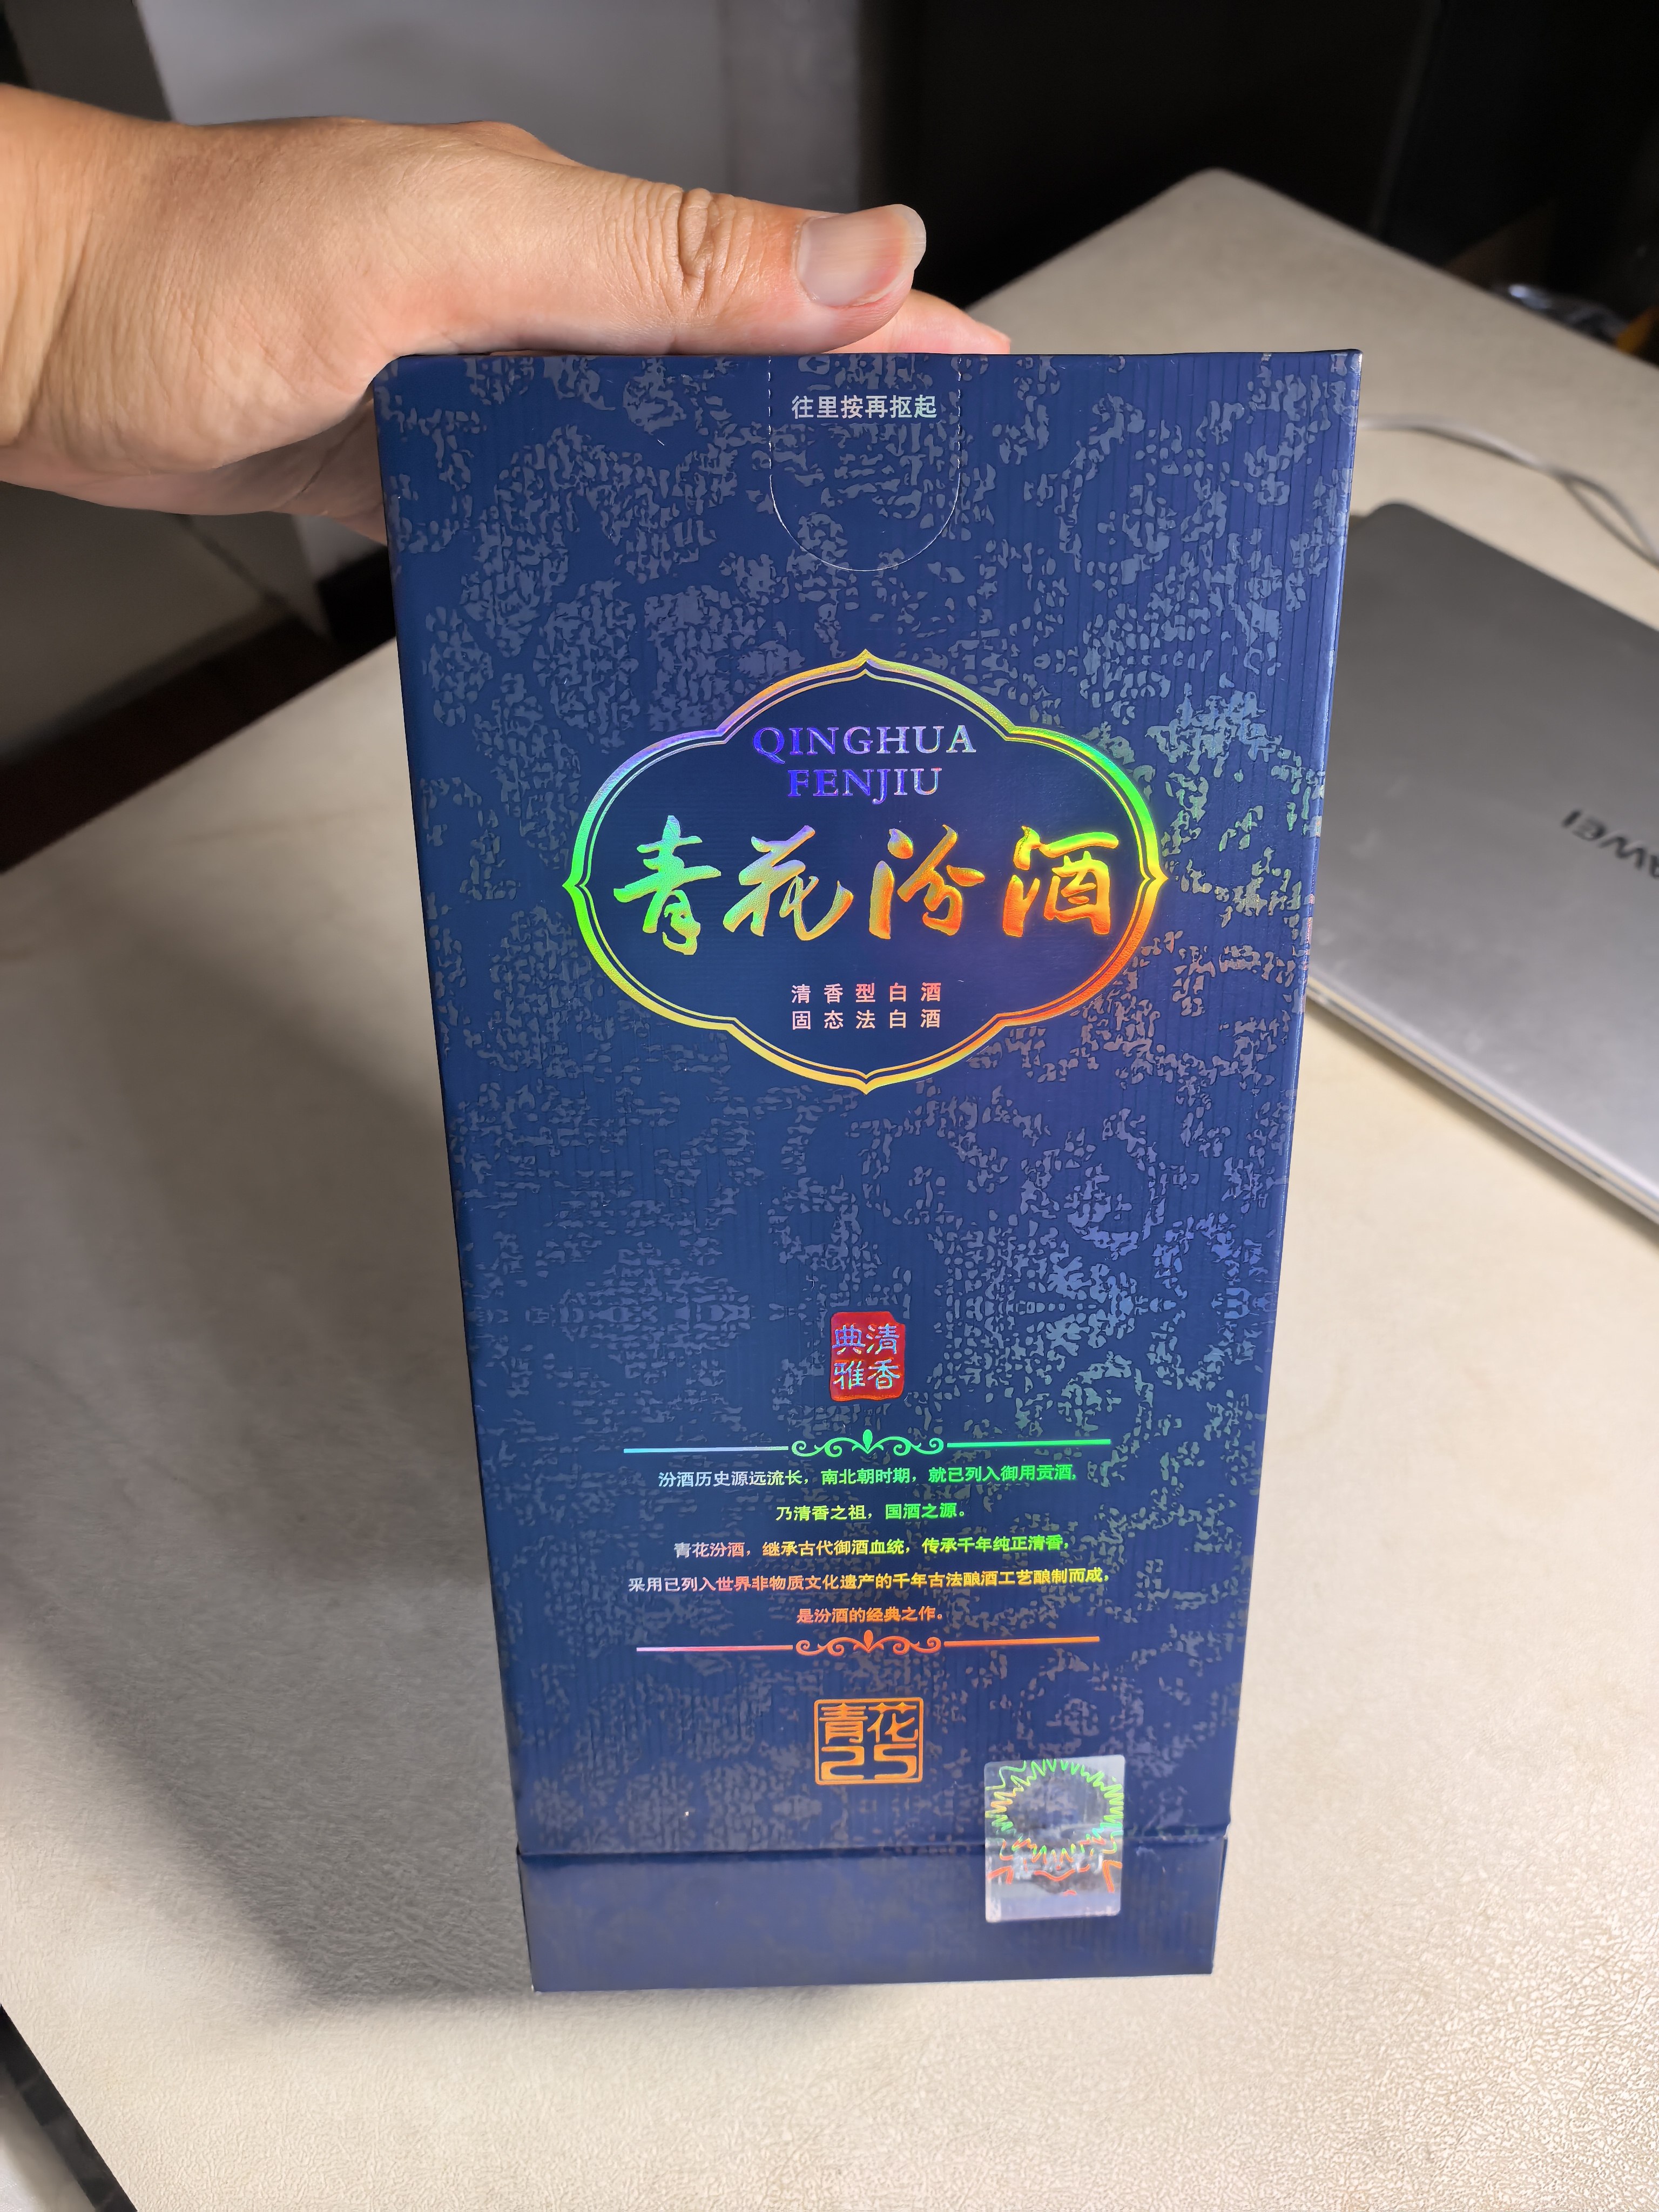 往里按再抠起
QINGHUA
FENJIU
青花汾酒
清香型白酒
固态法白酒
清香
典雅
汾酒历史源远流长，南北朝时期，就已列入御用贡酒，
乃清香之祖，国酒之源。
青花汾酒，继承古代御酒血统，传承千年纯正清香，
采用已列入世界非物质文化遗产的千年古法酿酒工艺酿制而成，
是汾酒的经典之作。
青花
25
AWEI